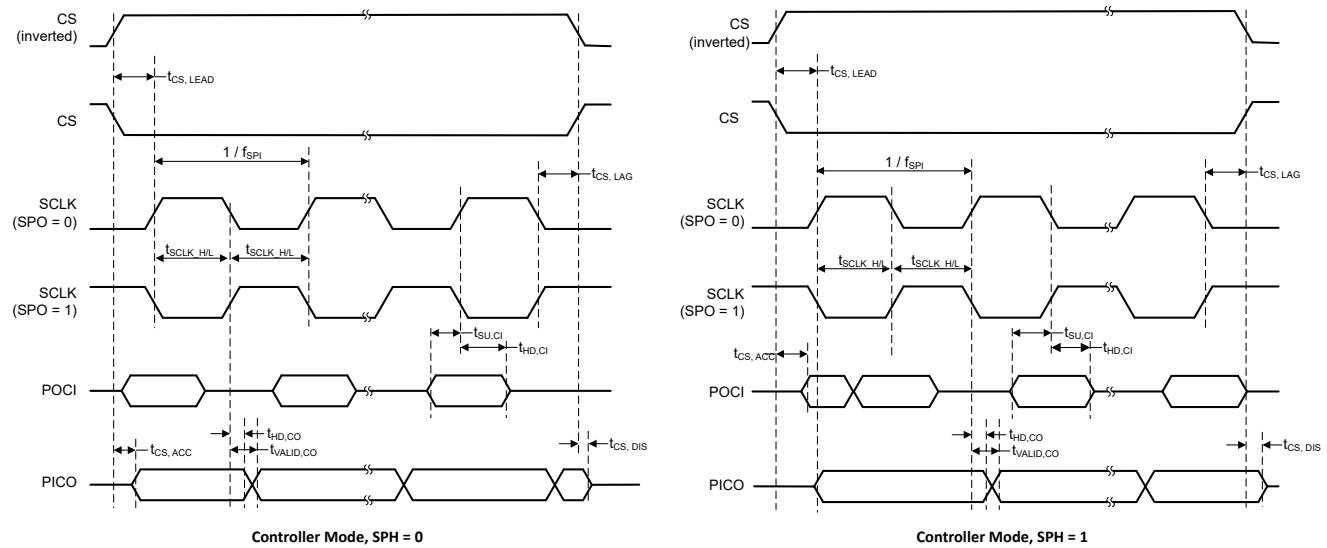 CS
(inverted)
tCS, LEAD
CS
1 / fSPI
tCS, LAG
SCLK
(SPO = 0)
tSCLK_H/L
tSCLK_H/L
SCLK
(SPO = 1)
tSU,CI
tHD,CI
POCI
tHD,CO
tVALID,CO
tCS, ACC
tCS, DIS
PICO
Controller Mode, SPH = 0
CS
(inverted)
tCS, LEAD
CS
1 / fSPI
tCS, LAG
SCLK
(SPO = 0)
tSCLK_H/L
tSCLK_H/L
SCLK
(SPO = 1)
tSU,CI
tHD,CI
tCS, ACC
POCI
tHD,CO
tVALID,CO
tCS, DIS
PICO
Controller Mode, SPH = 1